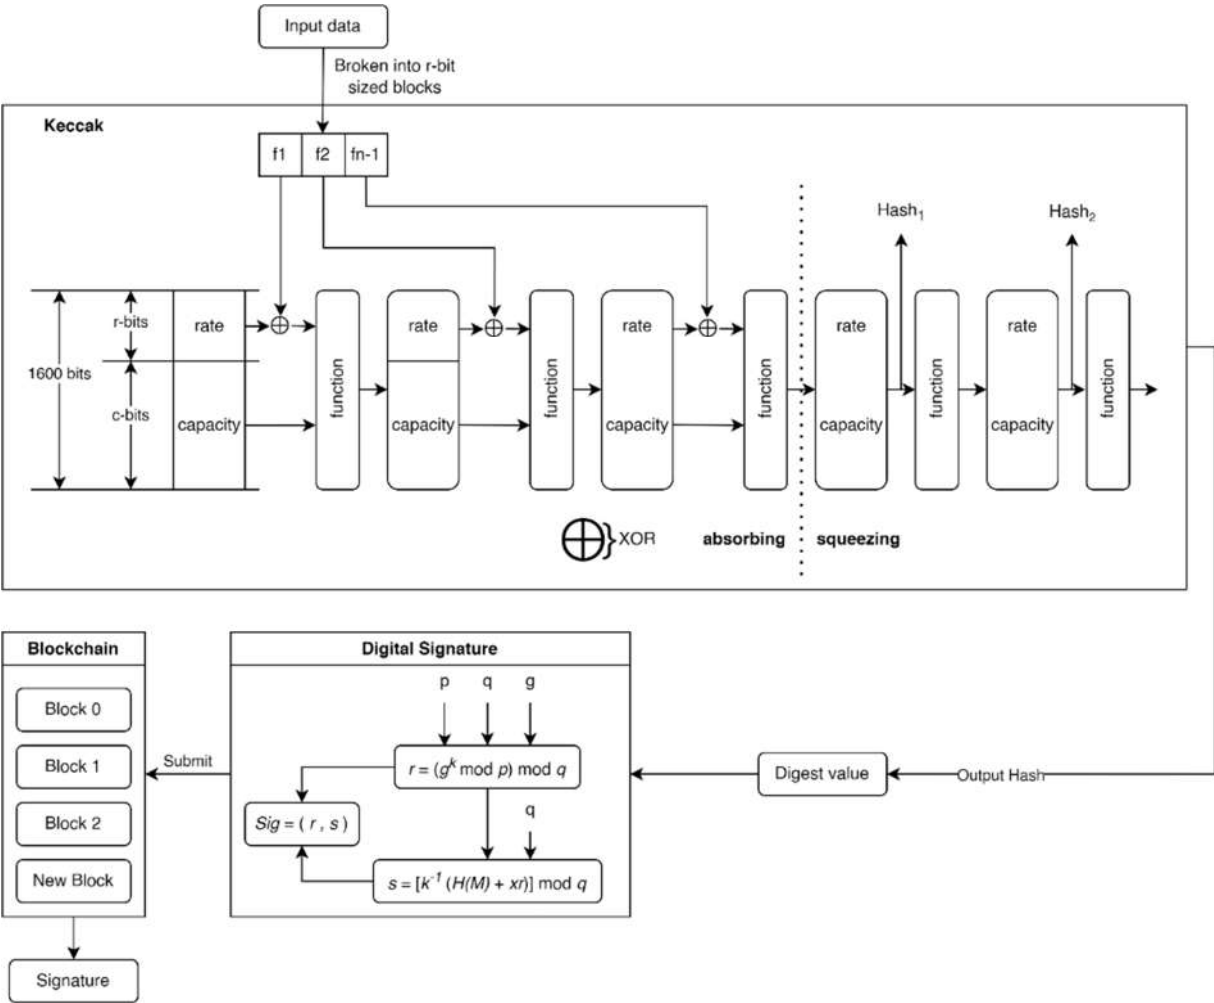 Input data
Broken into r-bit
sized blocks
Keccak
f1 f2 fn-1
Hash₁ Hash₂
1600 bits
r-bits
c-bits
rate
capacity
function
rate
capacity
function
rate
capacity
function
rate
capacity
function
rate
capacity
function
XOR
absorbing squeezing
Blockchain
Block 0
Block 1
Block 2
New Block
Signature
Submit
Digital Signature
p q g
r = (g^k mod p) mod q
q
Sig = ( r , s )
s = [k^-1 (H(M) + xr)] mod q
Digest value
Output Hash